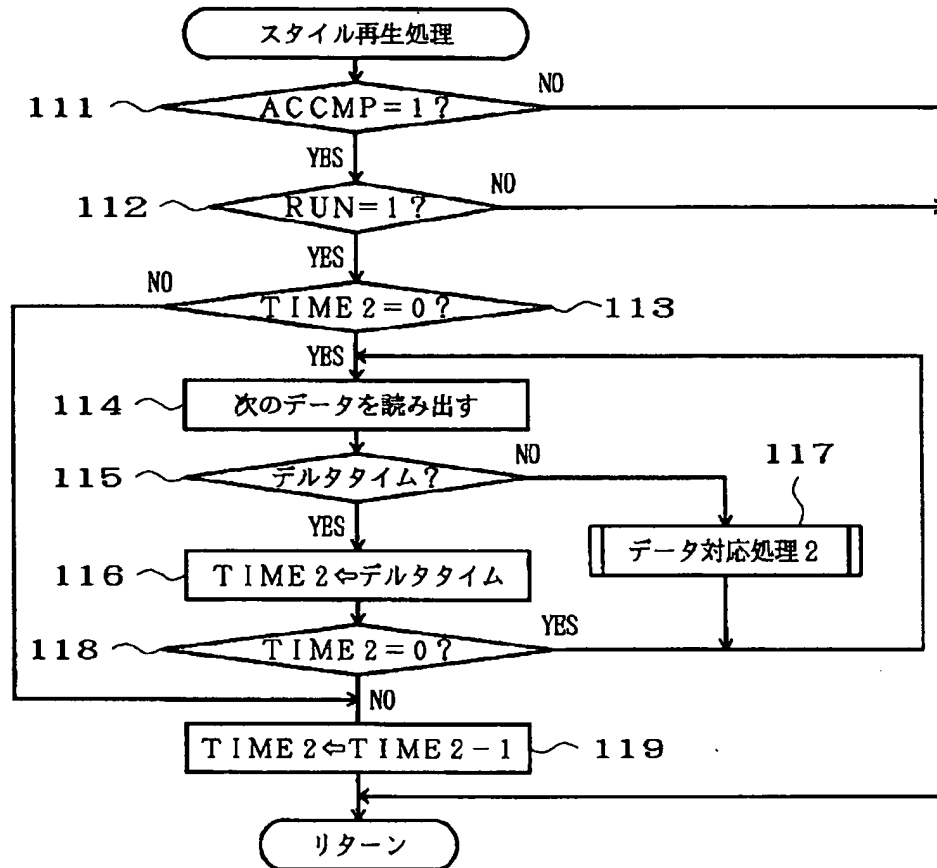 スタイル再生処理
NO
111
ACCMP=1?
YES
NO
112
RUN=1?
YES
NO
TIME2=0?
113
YES
114
次のデータを読み出す
117
NO
115
デルタタイム?
YES
データ対応処理2
116
TIME2⇦デルタタイム
YES
118
TIME2=0?
NO
TIME2⇦TIME2-1
119
リターン